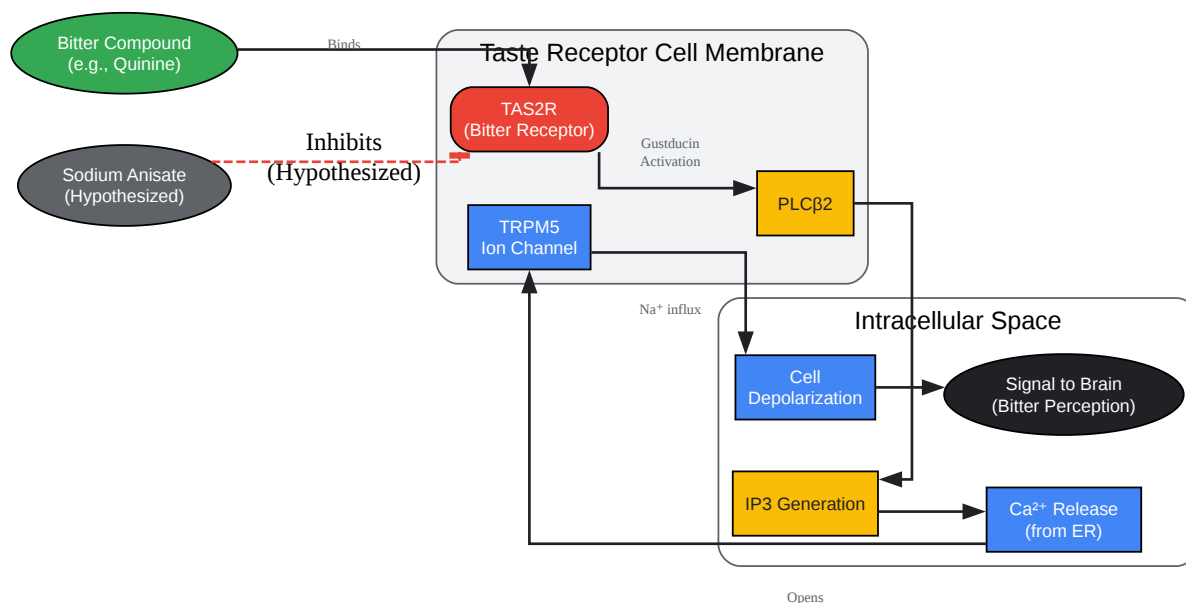 Bitter Compound
(e.g., Quinine)
Binds
Taste Receptor Cell Membrane
TAS2R
(Bitter Receptor)
Inhibits
(Hypothesized)
Sodium Anisate
(Hypothesized)
Gustducin
Activation
PLCβ2
TRPM5
Ion Channel
Na⁺ influx
Intracellular Space
Cell
Depolarization
Signal to Brain
(Bitter Perception)
IP3 Generation
Ca²⁺ Release
(from ER)
Opens